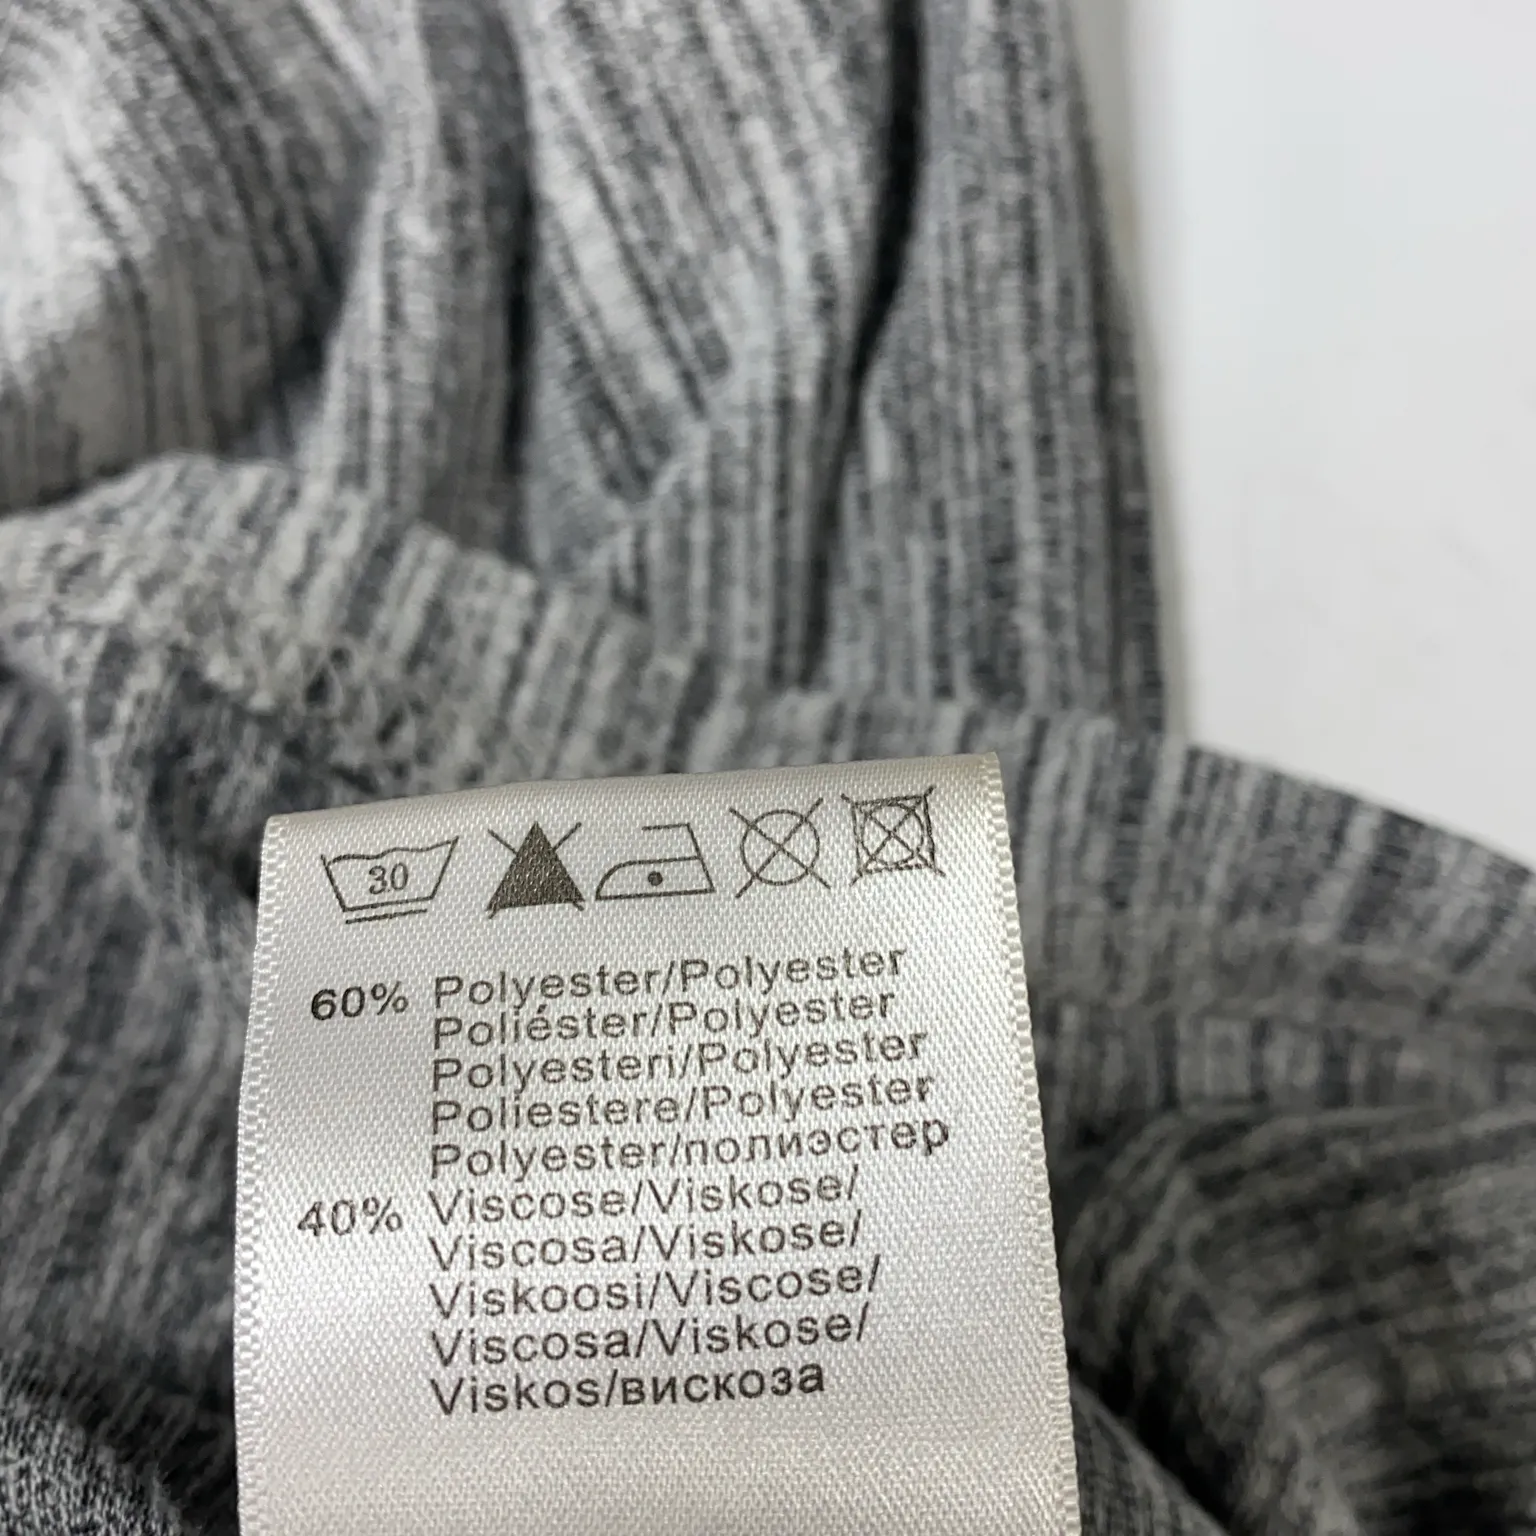 30
60% Polyester/Polyester
Poliéster/Polyester
Polyesteri/Polyester
Poliestere/Polyester
Polyester/полиэстер
40% Viscose/Viskose/
Viscosa/Viskose/
Viskoosi/Viscose/
Viscosa/Viskose/
Viskos/вискоза